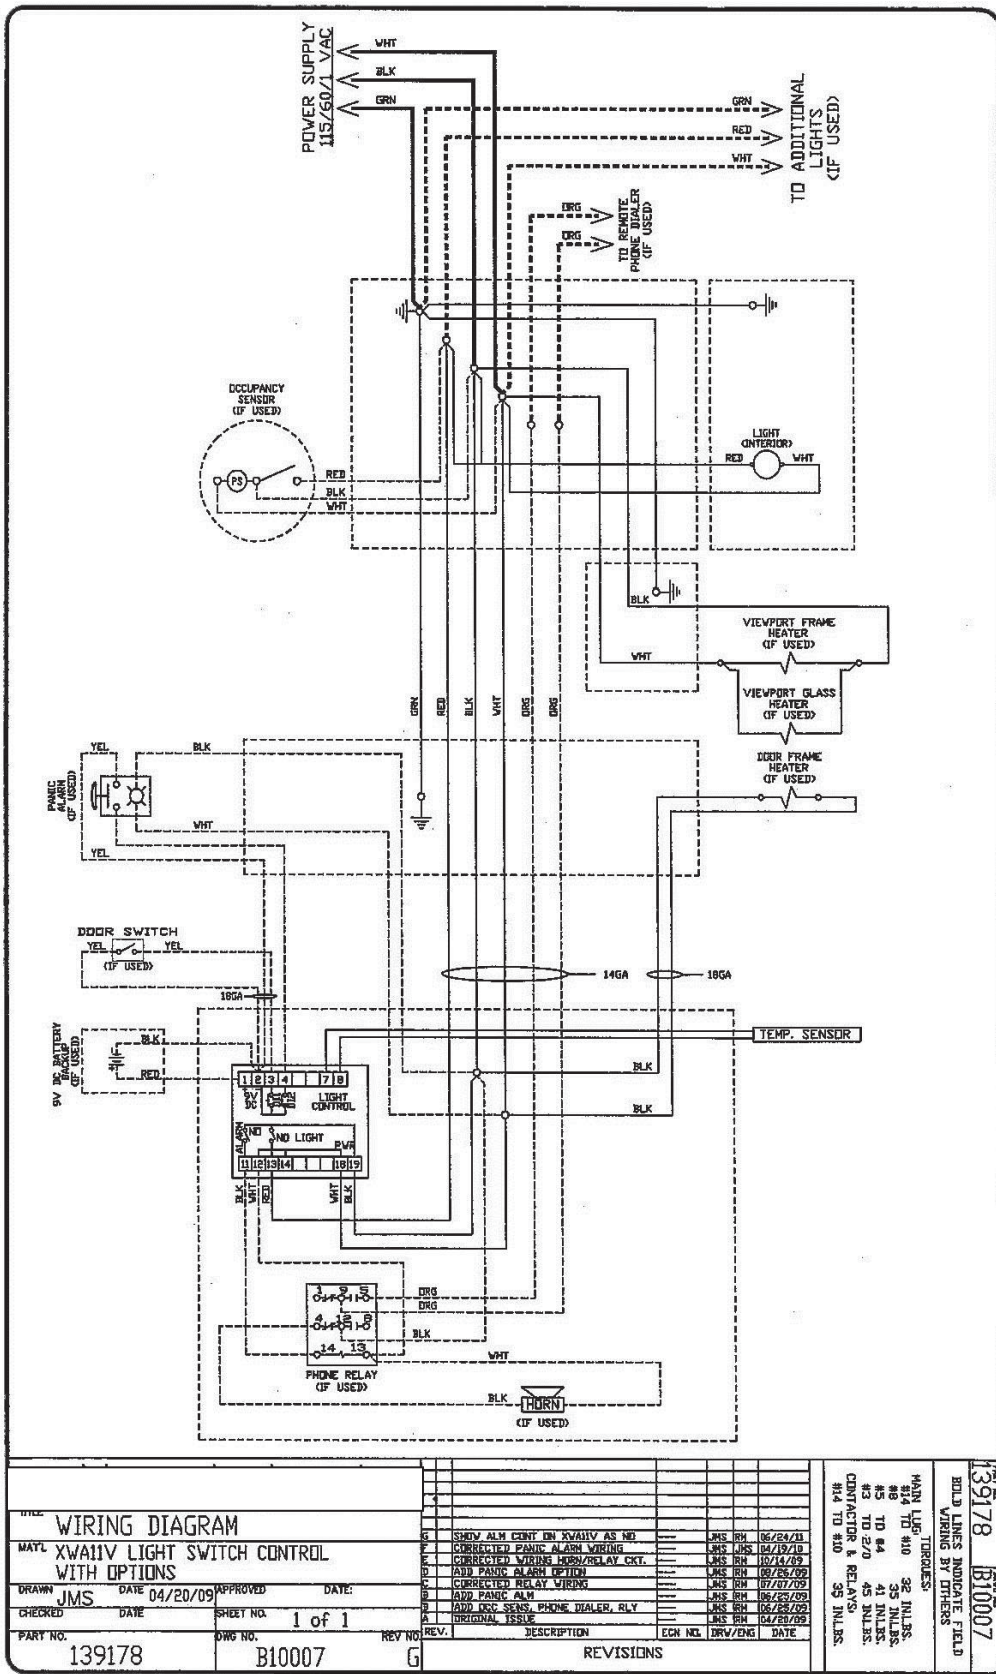 POWER SUPPLY
115/60/1 VAC
WHT
BLK
GRN
GRN
RED
WHT
TO ADDITIONAL
LIGHTS
(IF USED)
ORG
ORG
TO REMOTE
PHONE DIALER
(IF USED)
OCCUPANCY
SENSOR
(IF USED)
PS
RED
BLK
WHT
LIGHT
(INTERIOR)
RED
WHT
BLK
WHT
VIEWPORT FRAME
HEATER
(IF USED)
VIEWPORT GLASS
HEATER
(IF USED)
DOOR FRAME
HEATER
(IF USED)
GRN
RED
BLK
WHT
ORG
ORG
YEL
BLK
PANIC
ALARM
(IF USED)
WHT
YEL
DOOR SWITCH
YEL
YEL
(IF USED)
18GA
14GA
18GA
9V DC BATTERY
BACKUP
(IF USED)
BLK
RED
TEMP. SENSOR
BLK
BLK
1 2 3 4 7 8
9V
DC
DI1
DI2
LIGHT
CONTROL
ALARM
NO
NO LIGHT
PWR
11 12 13 14 18 19
BLK
WHT
RED
WHT
BLK
1 9 5
ORG
ORG
4 12 8
BLK
14 13
PHONE RELAY
(IF USED)
WHT
BLK
HORN
(IF USED)
TITLE
WIRING DIAGRAM
MAT'L XWA11V LIGHT SWITCH CONTROL
WITH OPTIONS
DRAWN JMS DATE 04/20/09 APPROVED DATE:
CHECKED DATE SHEET NO. 1 of 1
PART NO. 139178 DWG NO. B10007 REV NO. G
G SHOW ALM CONT ON XWA11V AS NO JMS RH 06/24/11
F CORRECTED PANIC ALARM WIRING JMS JMS 04/19/10
E CORRECTED WIRING HORN/RELAY CKT. JMS RH 10/14/09
D ADD PANIC ALARM OPTION JMS RH 08/26/09
C CORRECTED RELAY WIRING JMS RH 07/07/09
B ADD PANIC ALM JMS RH 06/25/09
B ADD OCC SENS, PHONE DIALER, RLY JMS RH 06/25/09
A ORIGINAL ISSUE JMS RH 04/20/09
REV. DESCRIPTION ECN NO. DRW/ENG DATE
REVISIONS
TORQUES:
MAIN LUG:
#14 TO #10 32 IN.LBS.
#8 35 IN.LBS.
#5 TO #4 41 IN.LBS.
#3 TO 2/0 45 IN.LBS.
CONTACTOR & RELAYS:
#14 TO #10 35 IN.LBS.
BOLD LINES INDICATE FIELD
WIRING BY OTHERS
139178
B10007